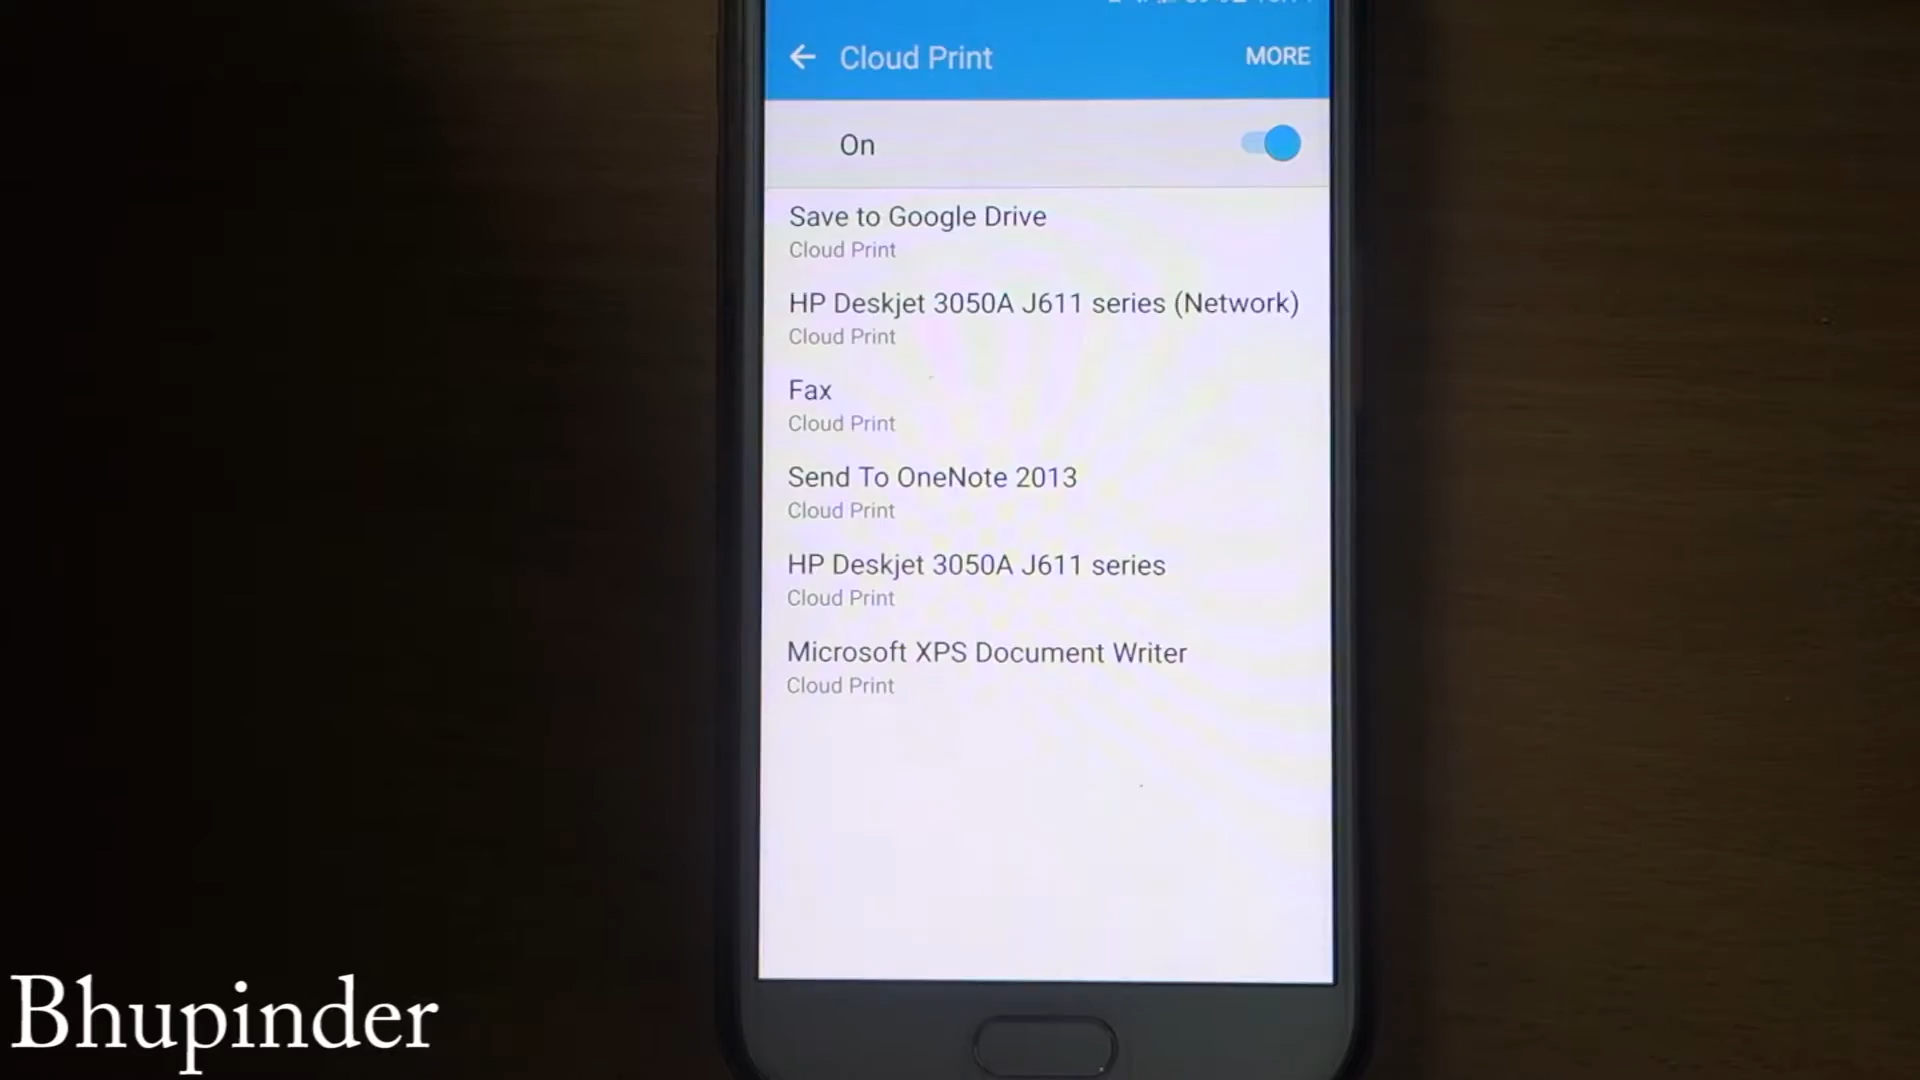 Cloud Print
MORE
On
Save to Google Drive
Cloud Print
HP Deskjet 3050A J611 series (Network)
Cloud Print
Fax
Cloud Print
Send To OneNote 2013
Cloud Print
HP Deskjet 3050A J611 series
Cloud Print
Microsoft XPS Document Writer
Cloud Print
Bhupinder